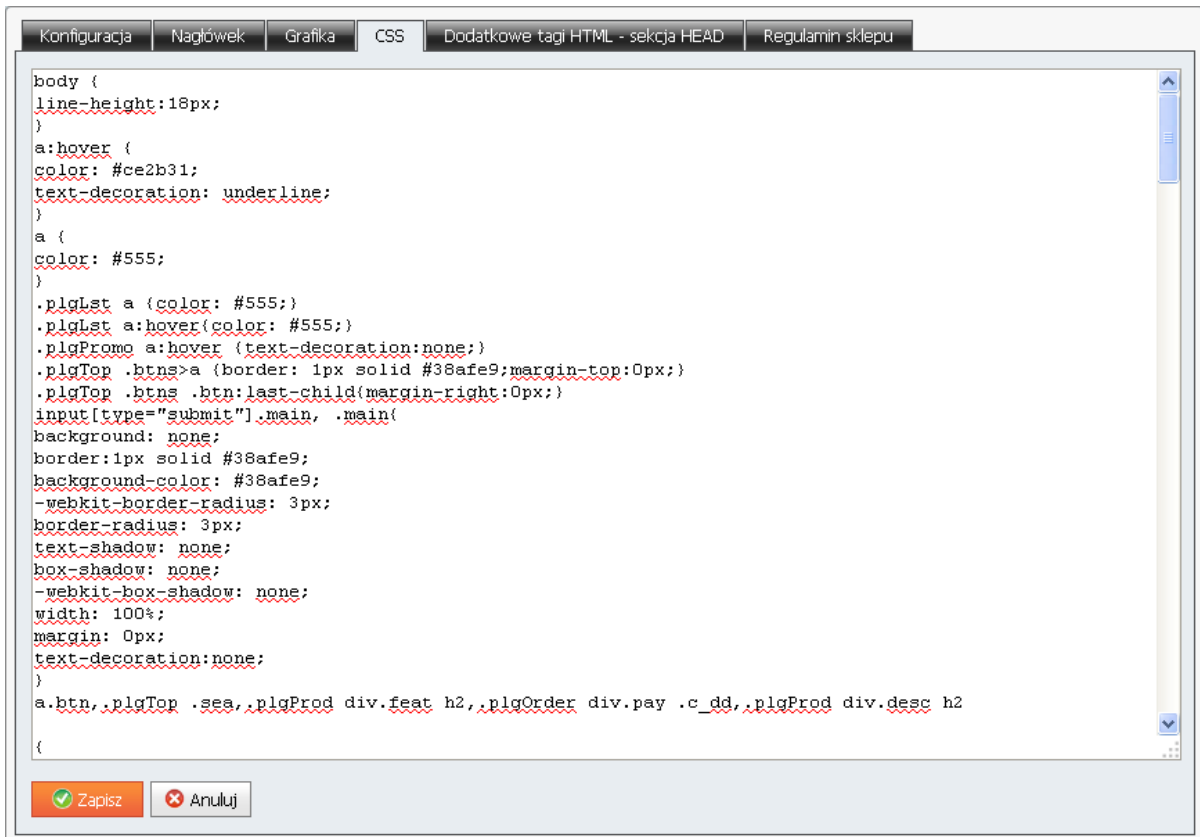 Konfiguracja Nagłówek Grafika CSS Dodatkowe tagi HTML - sekcja HEAD Regulamin sklepu
body {
line-height:18px;
}
a:hover {
color: #ce2b31;
text-decoration: underline;
}
a {
color: #555;
}
.plgLst a {color: #555;}
.plgLst a:hover{color: #555;}
.plgPromo a:hover {text-decoration:none;}
.plgTop .btns>a {border: 1px solid #38afe9;margin-top:0px;}
.plgTop .btns .btn:last-child{margin-right:0px;}
input[type="submit"].main, .main{
background: none;
border:1px solid #38afe9;
background-color: #38afe9;
-webkit-border-radius: 3px;
border-radius: 3px;
text-shadow: none;
box-shadow: none;
-webkit-box-shadow: none;
width: 100%;
margin: 0px;
text-decoration:none;
}
a.btn,.plgTop .sea,.plgProd div.feat h2,.plgOrder div.pay .c_dd,.plgProd div.desc h2
{
Zapisz Anuluj